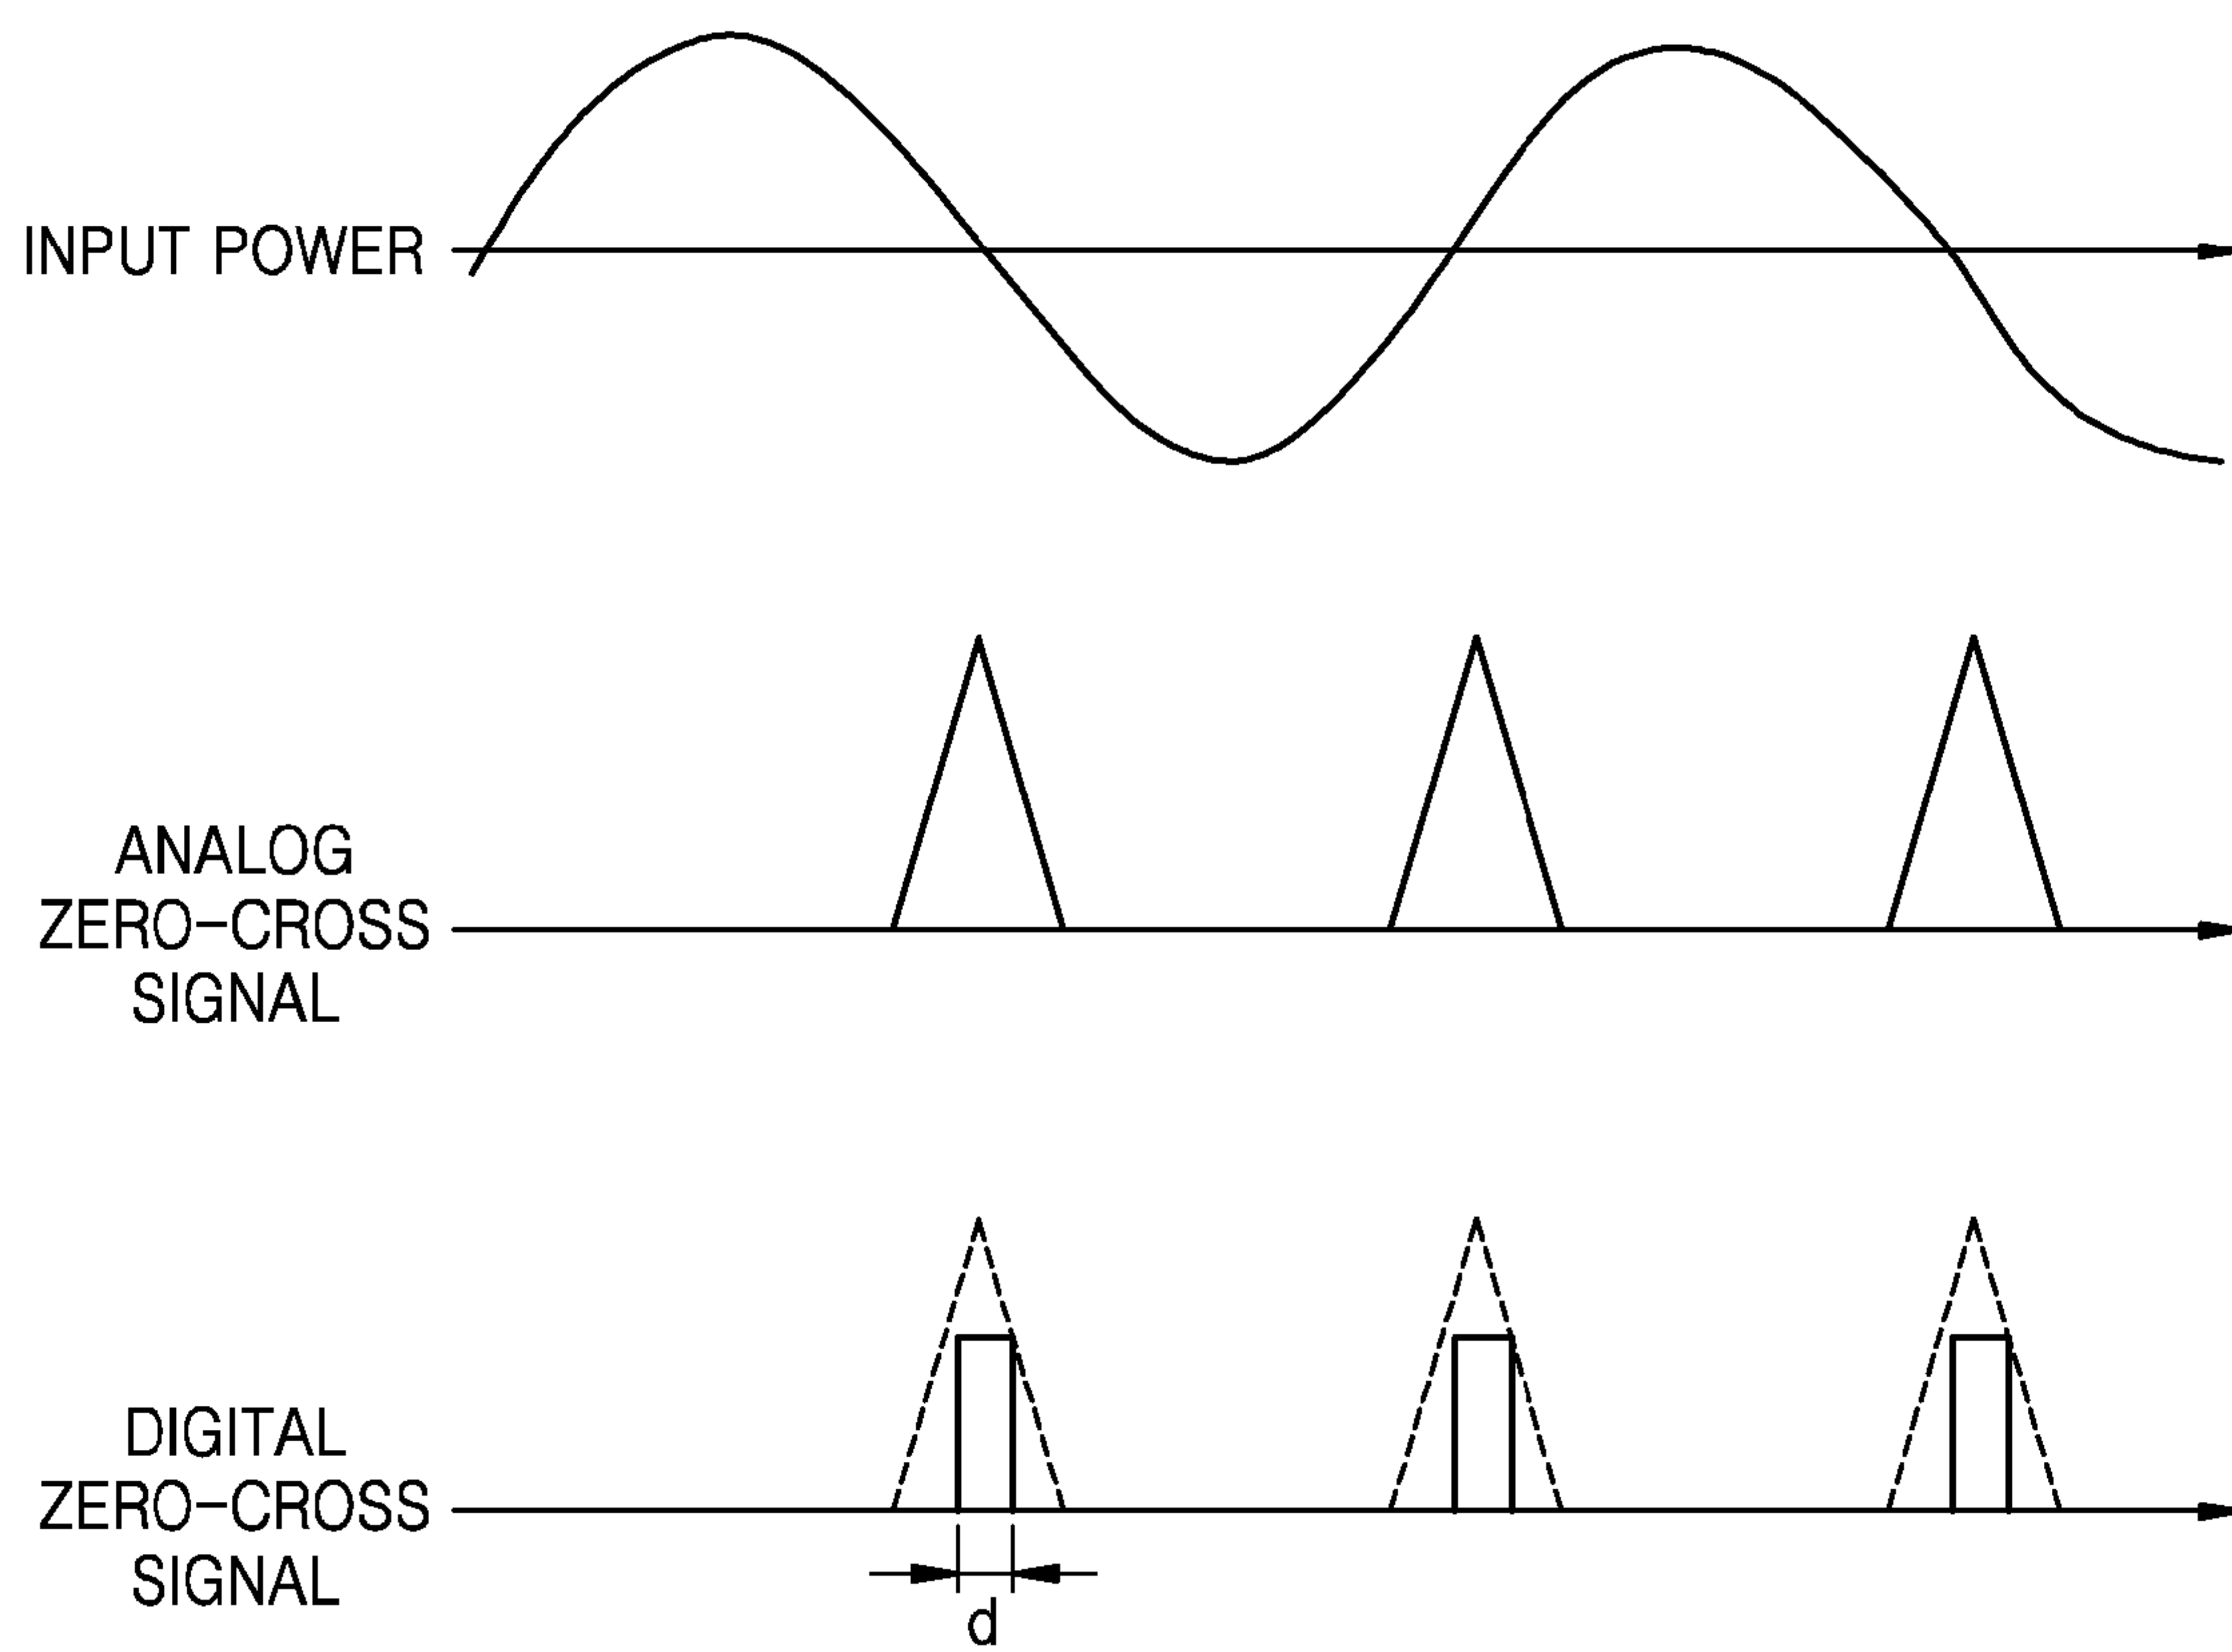 INPUT POWER
ANALOG
ZERO-CROSS
SIGNAL
DIGITAL
ZERO-CROSS
SIGNAL
d